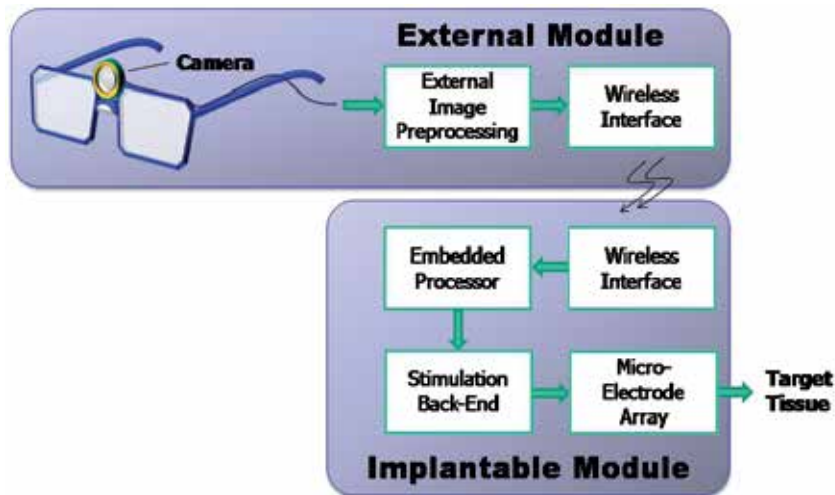 External Module
Camera
External
Image
Preprocessing
Wireless
Interface
Embedded
Processor
Wireless
Interface
Stimulation
Back-End
Micro-
Electrode
Array
Target
Tissue
Implantable Module